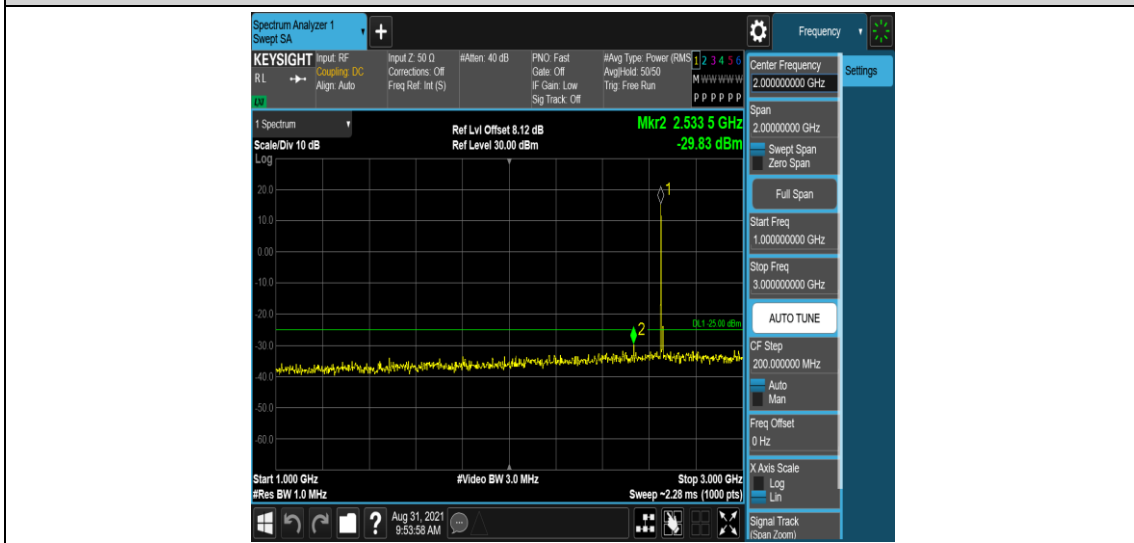 Spectrum Analyzer 1
Swept SA
+
Frequency
KEYSIGHT
RL
Input: RF
Coupling: DC
Align: Auto
Input Z: 50 Ω
Corrections: Off
Freq Ref: Int (S)
#Atten: 40 dB
PNO: Fast
Gate: Off
IF Gain: Low
Sig Track: Off
#Avg Type: Power (RMS
Avg|Hold: 50/50
Trig: Free Run
1 2 3 4 5 6
M W W W W W
P P P P P P
LXI
1 Spectrum
Scale/Div 10 dB
Ref Lvl Offset 8.12 dB
Ref Level 30.00 dBm
Mkr2 2.533 5 GHz
-29.83 dBm
Log
20.0
10.0
0.00
-10.0
-20.0
-30.0
-40.0
-50.0
-60.0
1
2
DL1 -25.00 dBm
Start 1.000 GHz
#Res BW 1.0 MHz
#Video BW 3.0 MHz
Stop 3.000 GHz
Sweep ~2.28 ms (1000 pts)
?
Aug 31, 2021
9:53:58 AM
Center Frequency
2.000000000 GHz
Settings
Span
2.00000000 GHz
Swept Span
Zero Span
Full Span
Start Freq
1.000000000 GHz
Stop Freq
3.000000000 GHz
AUTO TUNE
CF Step
200.000000 MHz
Auto
Man
Freq Offset
0 Hz
X Axis Scale
Log
Lin
Signal Track
(Span Zoom)